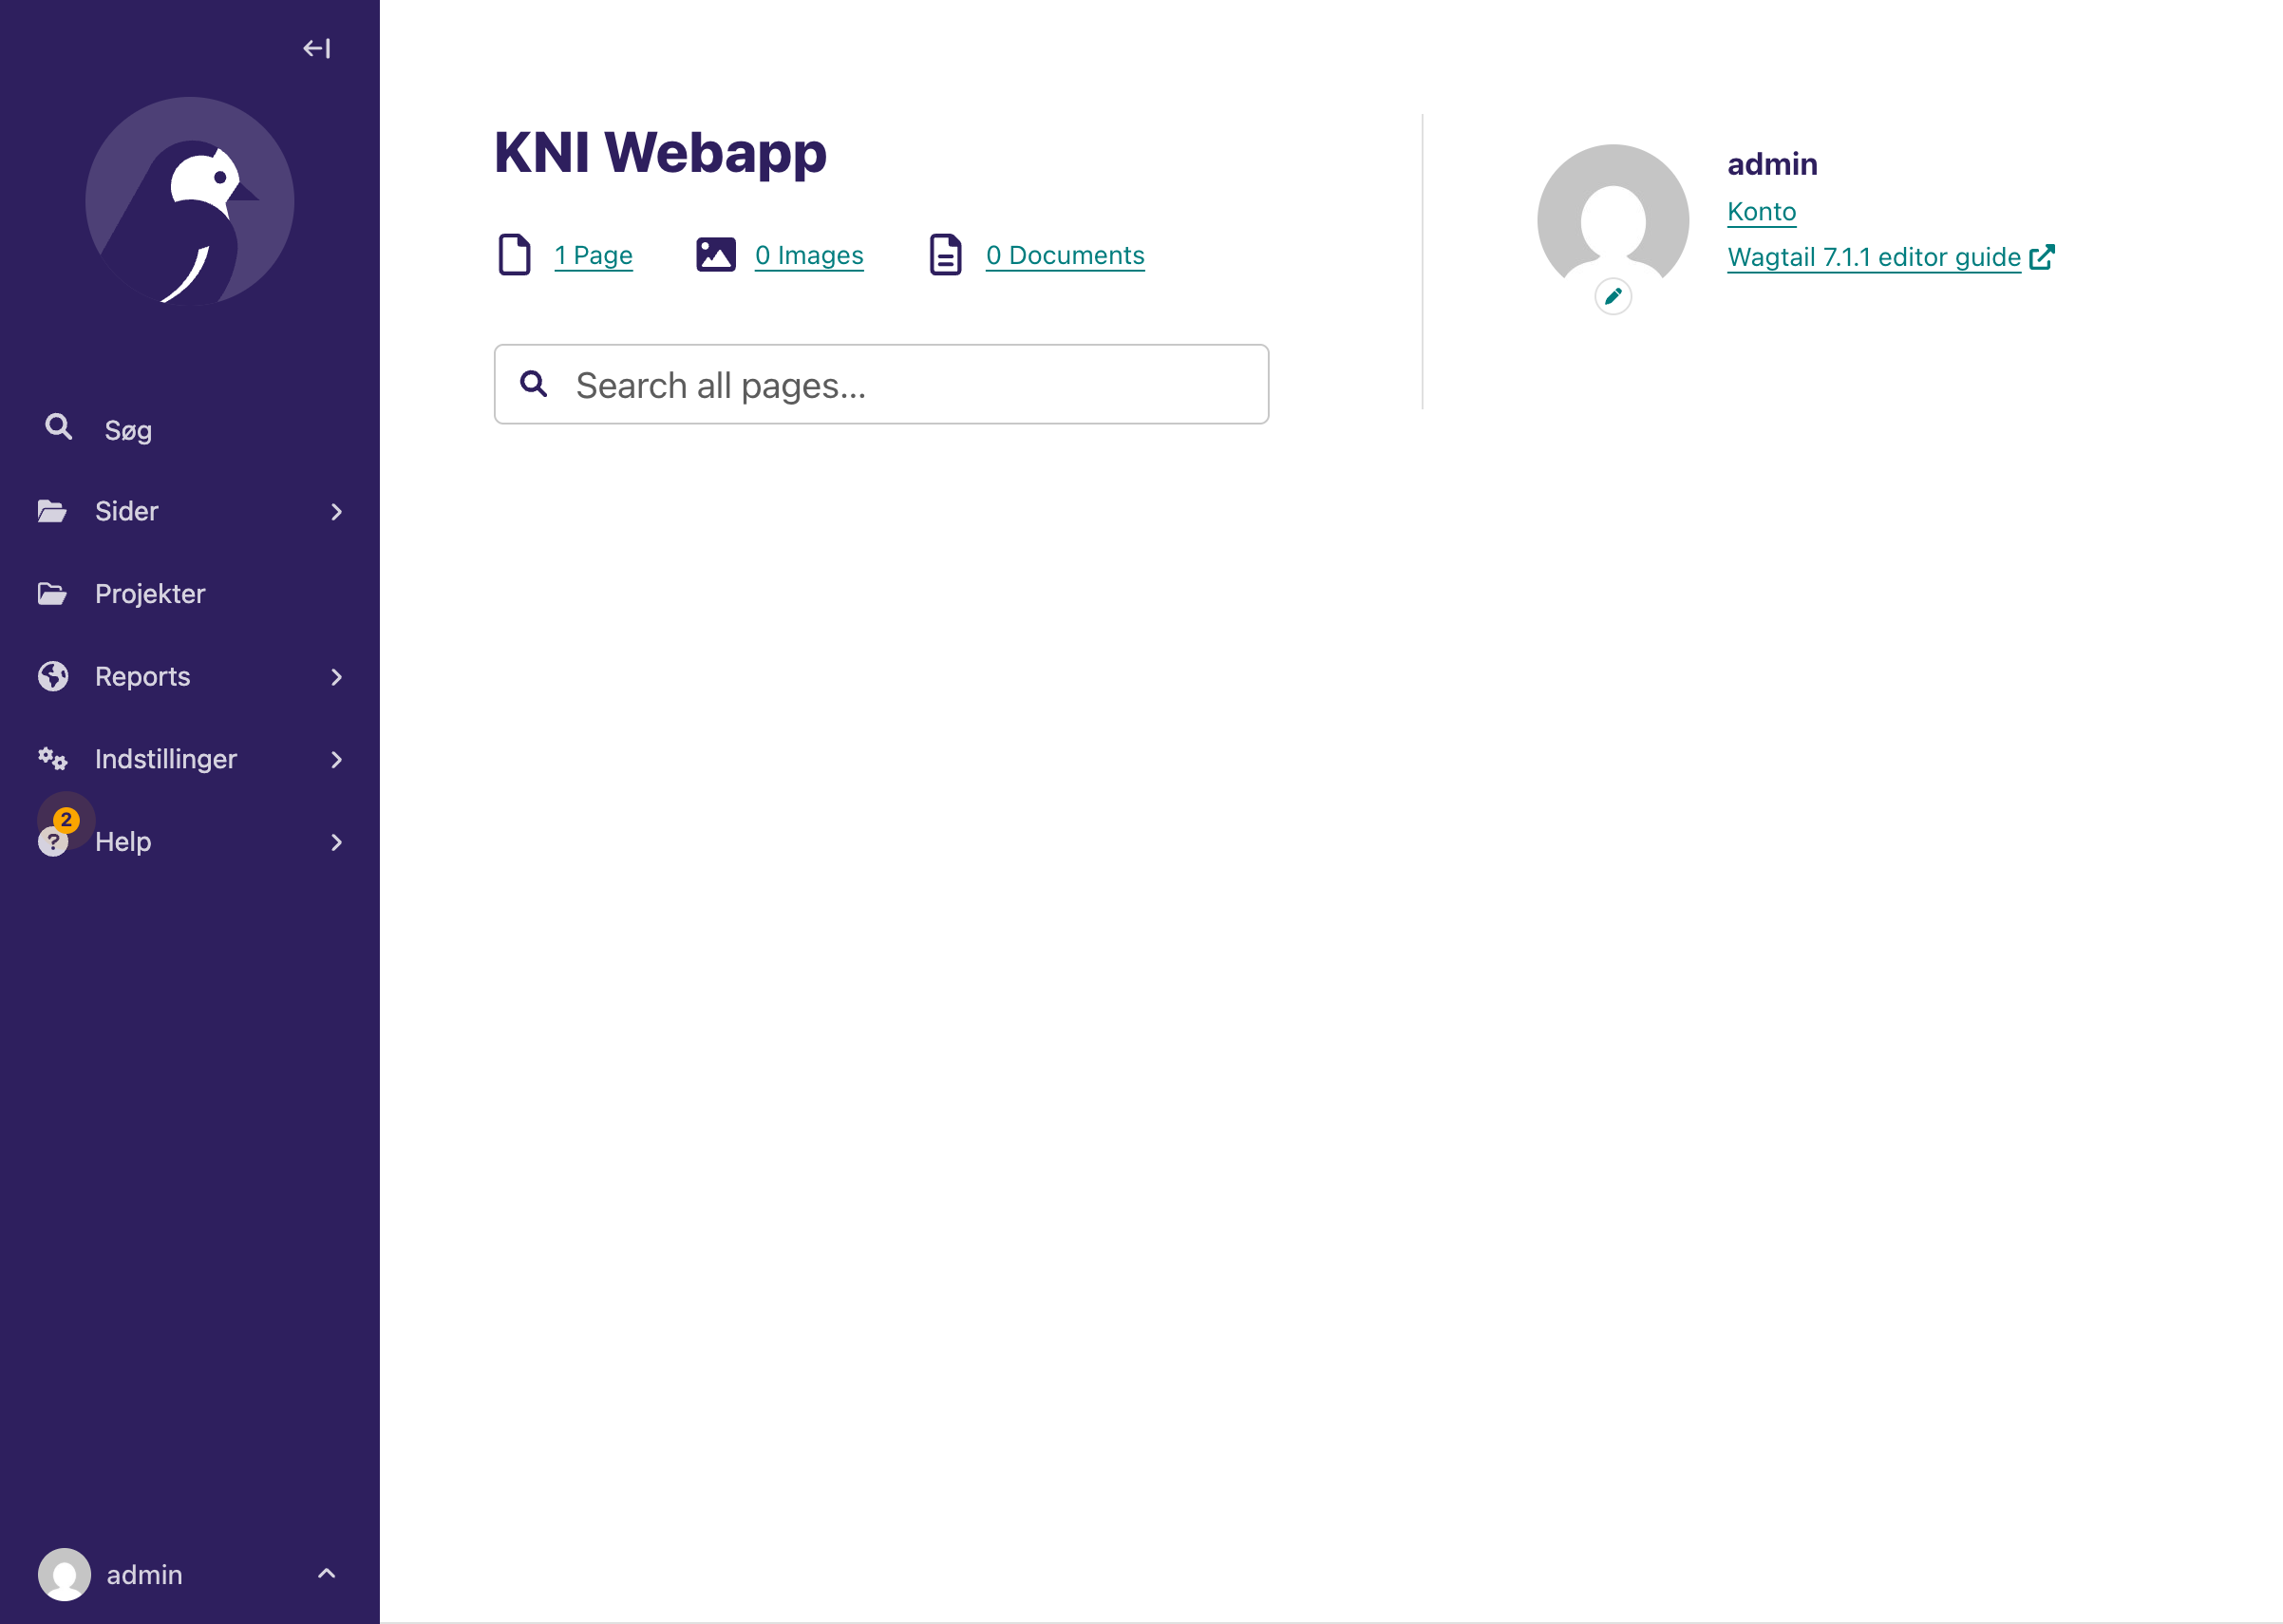 KNI Webapp
1 Page
0 Images
0 Documents
Search all pages...
admin
Konto
Wagtail 7.1.1 editor guide
Søg
Sider
Projekter
Reports
Indstillinger
2
?
Help
admin